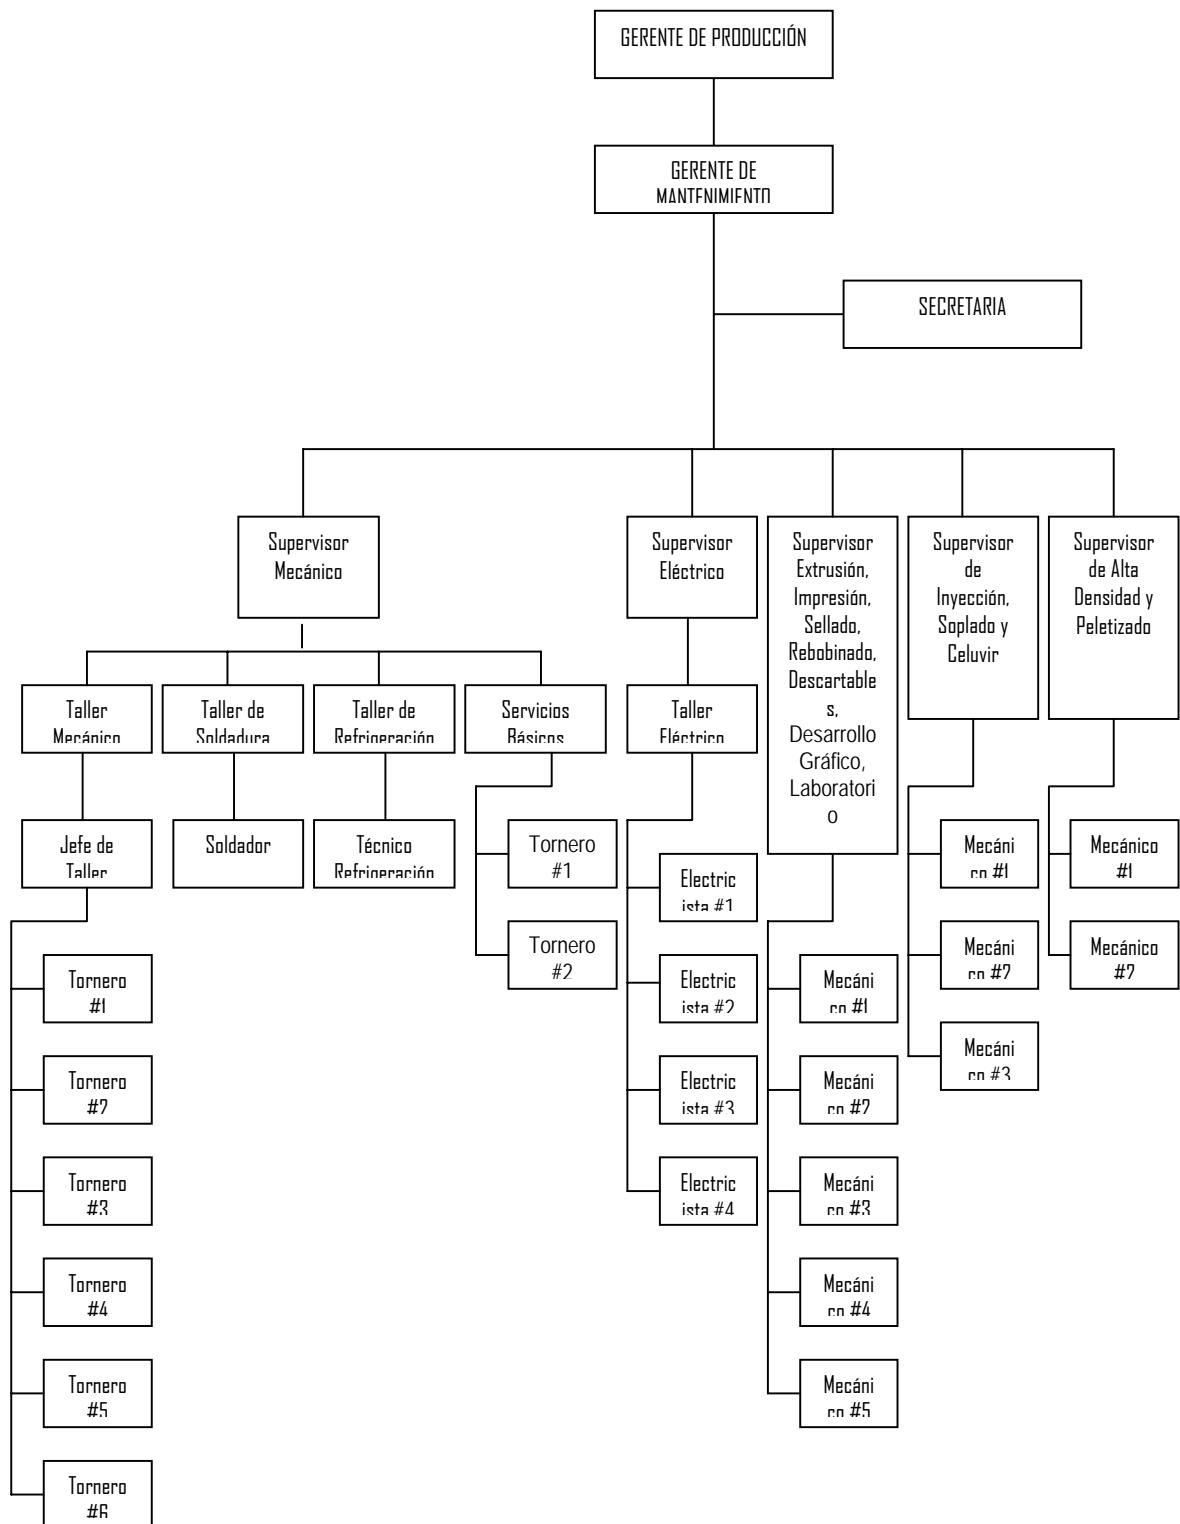 GERENTE DE PRODUCCIÓN
GERENTE DE
MANTENIMIENTO
SECRETARIA
Supervisor
Mecánico
Supervisor
Eléctrico
Supervisor
Extrusión,
Impresión,
Sellado,
Rebobinado,
Descartable
s,
Desarrollo
Gráfico,
Laboratori
o
Supervisor
de
Inyección,
Soplado y
Celuvir
Supervisor
de Alta
Densidad y
Peletizado
Taller
Mecánico
Taller de
Soldadura
Taller de
Refrigeración
Servicios
Básicos
Taller
Eléctrico
Jefe de
Taller
Soldador
Técnico
Refrigeración
Tornero
#1
Tornero
#2
Tornero
#1
Tornero
#2
Tornero
#3
Tornero
#4
Tornero
#5
Tornero
#6
Electric
ista #1
Electric
ista #2
Electric
ista #3
Electric
ista #4
Mecáni
co #1
Mecáni
co #2
Mecáni
co #3
Mecáni
co #4
Mecáni
co #5
Mecáni
co #1
Mecáni
co #2
Mecáni
co #3
Mecánico
#1
Mecánico
#2